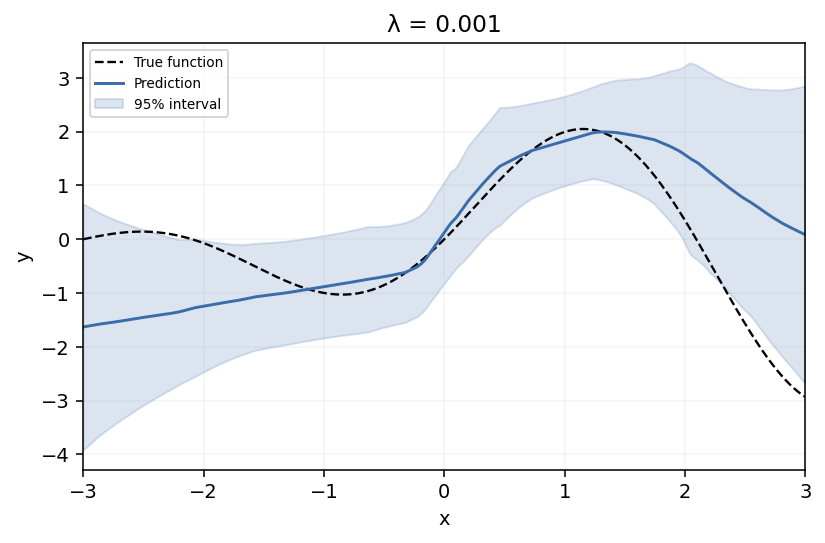 λ = 0.001
True function
Prediction
95% interval
y
3
2
1
0
−1
−2
−3
−4
−3 −2 −1 0 1 2 3
x